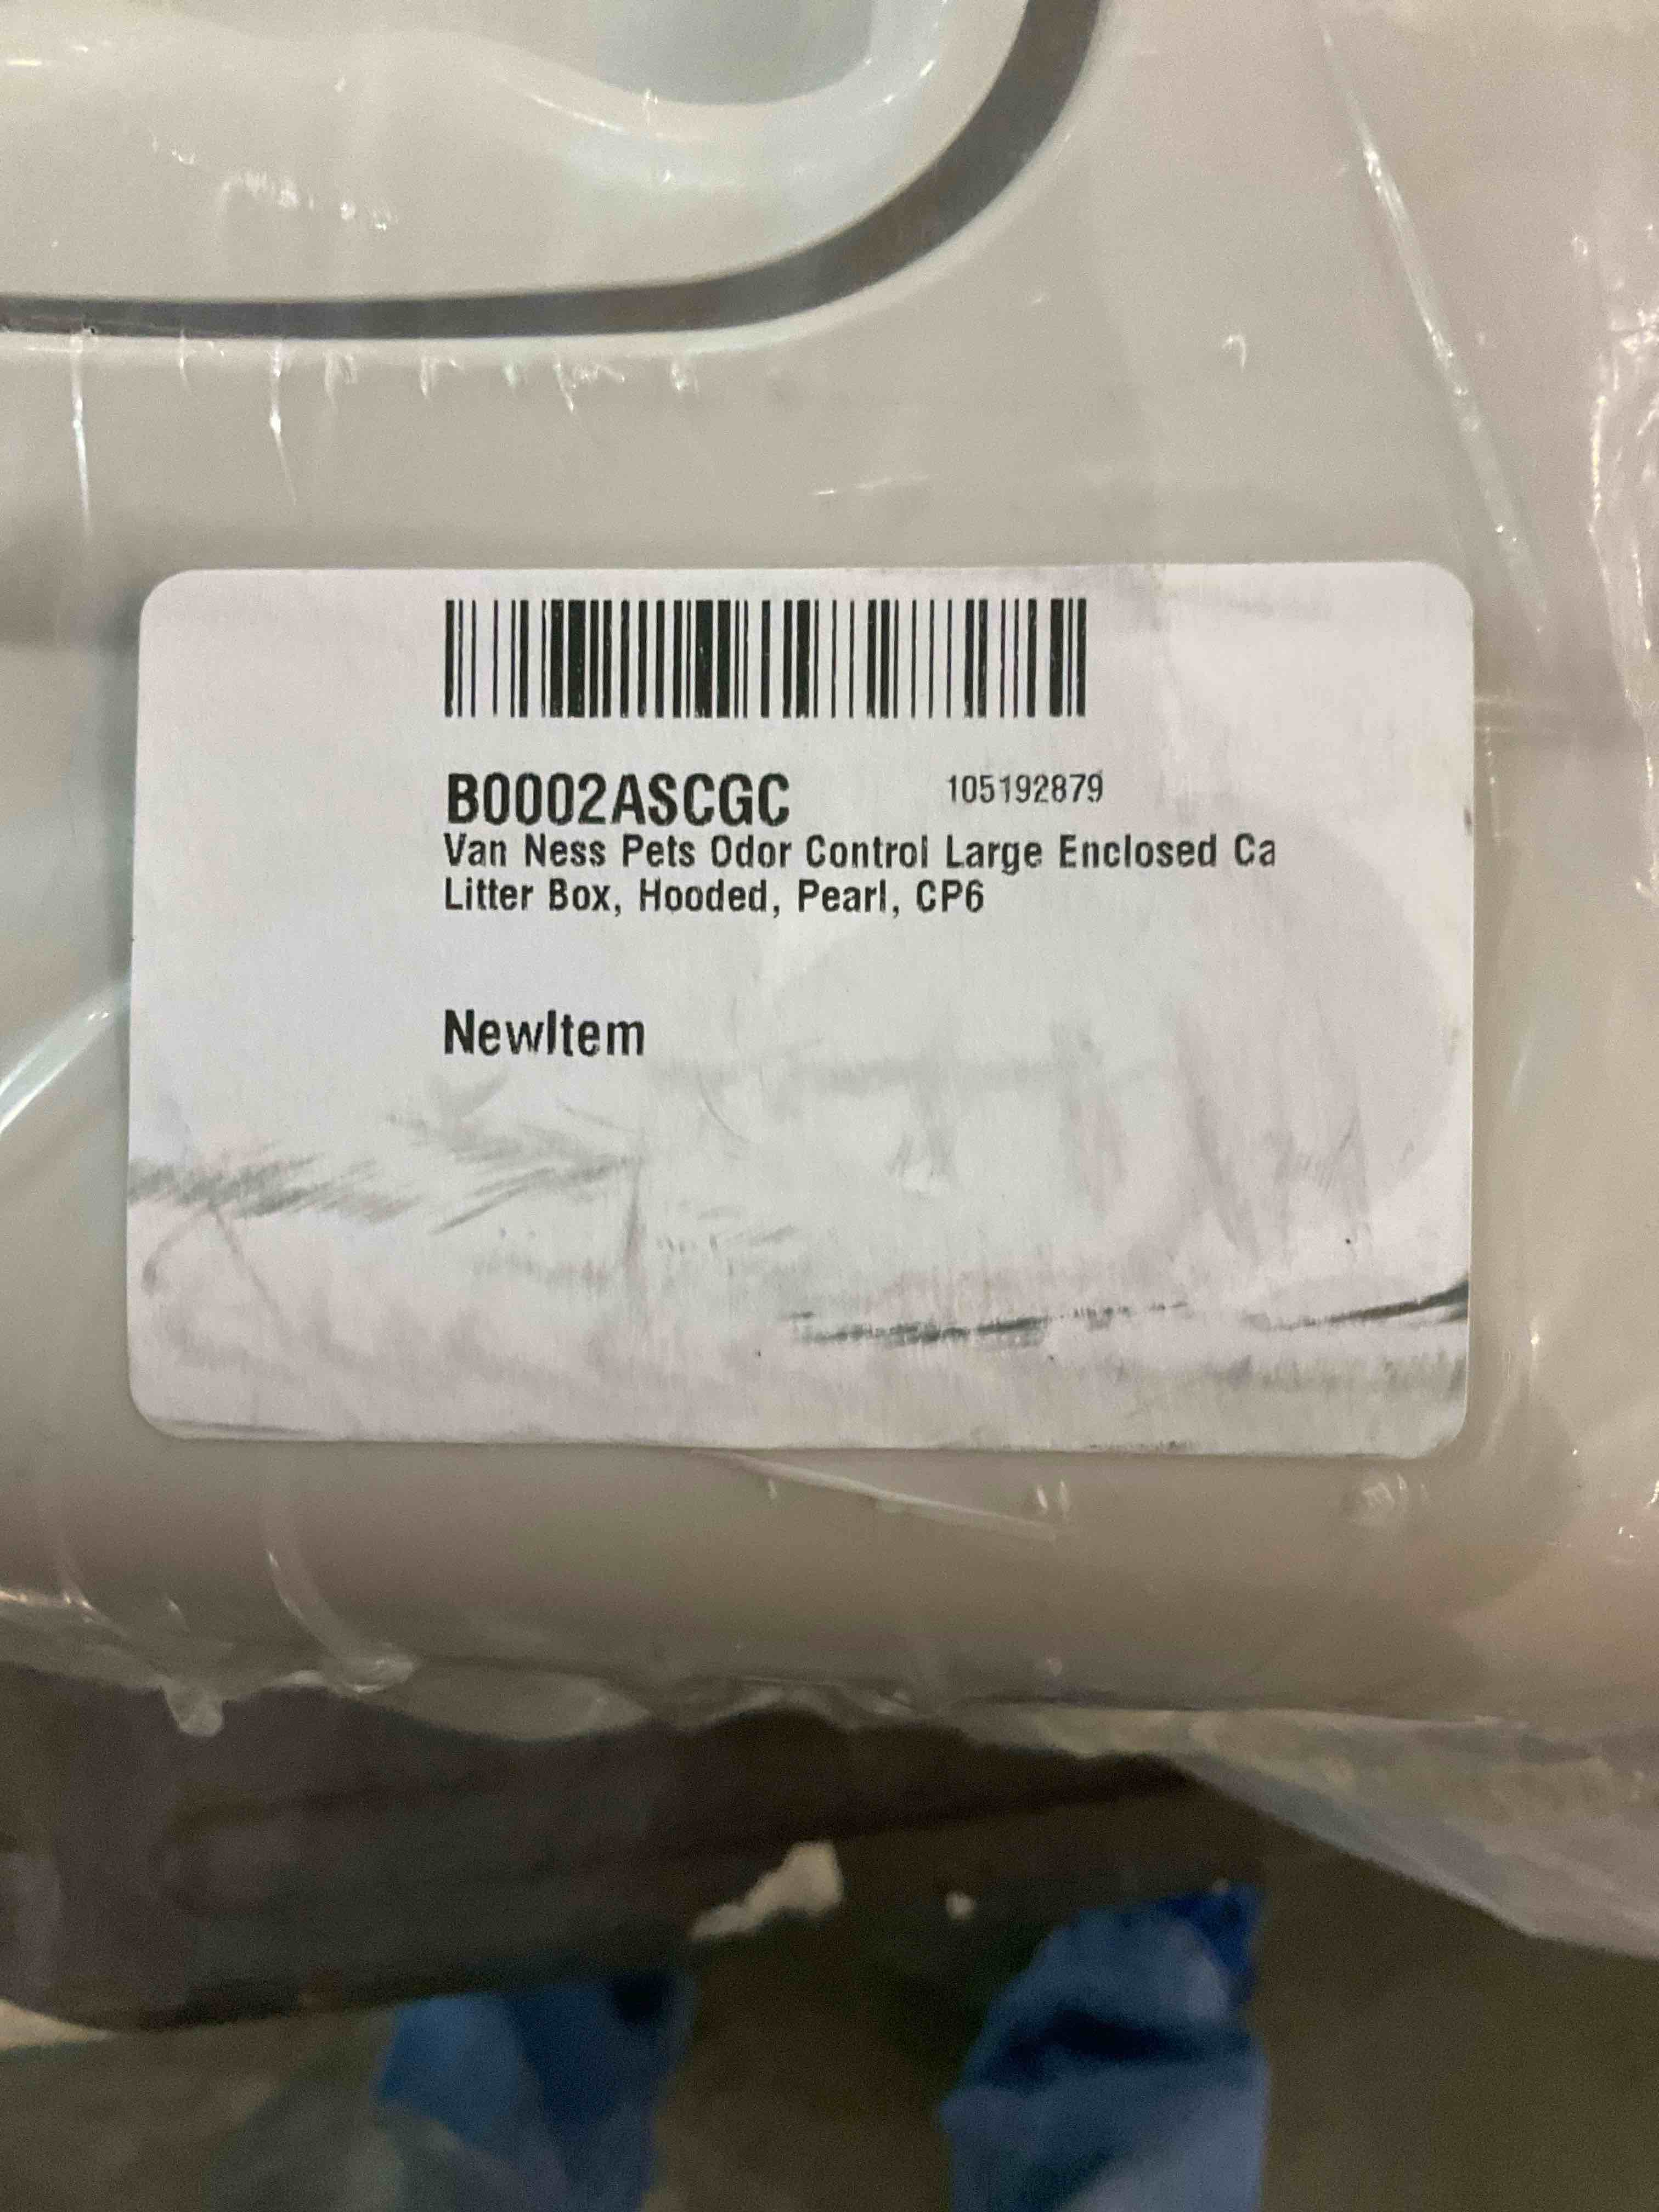 B0002ASCGC 105192879
Van Ness Pets Odor Control Large Enclosed Ca
Litter Box, Hooded, Pearl, CP6
NewItem